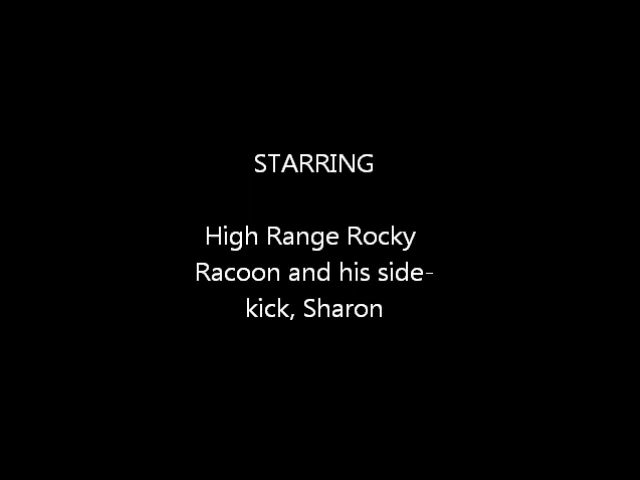 STARRING
High Range Rocky
Racoon and his side-
kick, Sharon